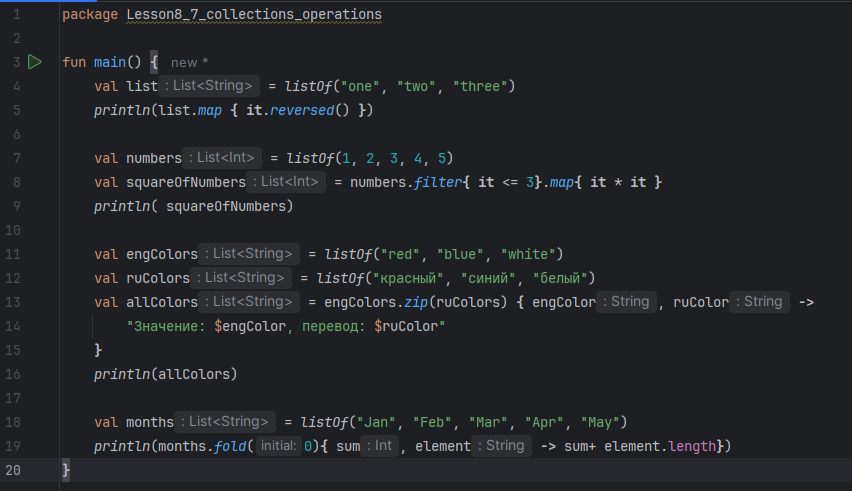 1 package Lesson8_7_collections_operations
2
3 fun main() { new *
4 val list : List<String> = listOf("one", "two", "three")
5 println(list.map { it.reversed() })
6
7 val numbers : List<Int> = listOf(1, 2, 3, 4, 5)
8 val squareOfNumbers : List<Int> = numbers.filter{ it <= 3}.map{ it * it }
9 println( squareOfNumbers)
10
11 val engColors : List<String> = listOf("red", "blue", "white")
12 val ruColors : List<String> = listOf("красный", "синий", "белый")
13 val allColors : List<String> = engColors.zip(ruColors) { engColor : String , ruColor : String ->
14 "Значение: $engColor, перевод: $ruColor"
15 }
16 println(allColors)
17
18 val months : List<String> = listOf("Jan", "Feb", "Mar", "Apr", "May")
19 println(months.fold( initial: 0){ sum : Int , element : String -> sum+ element.length})
20 }